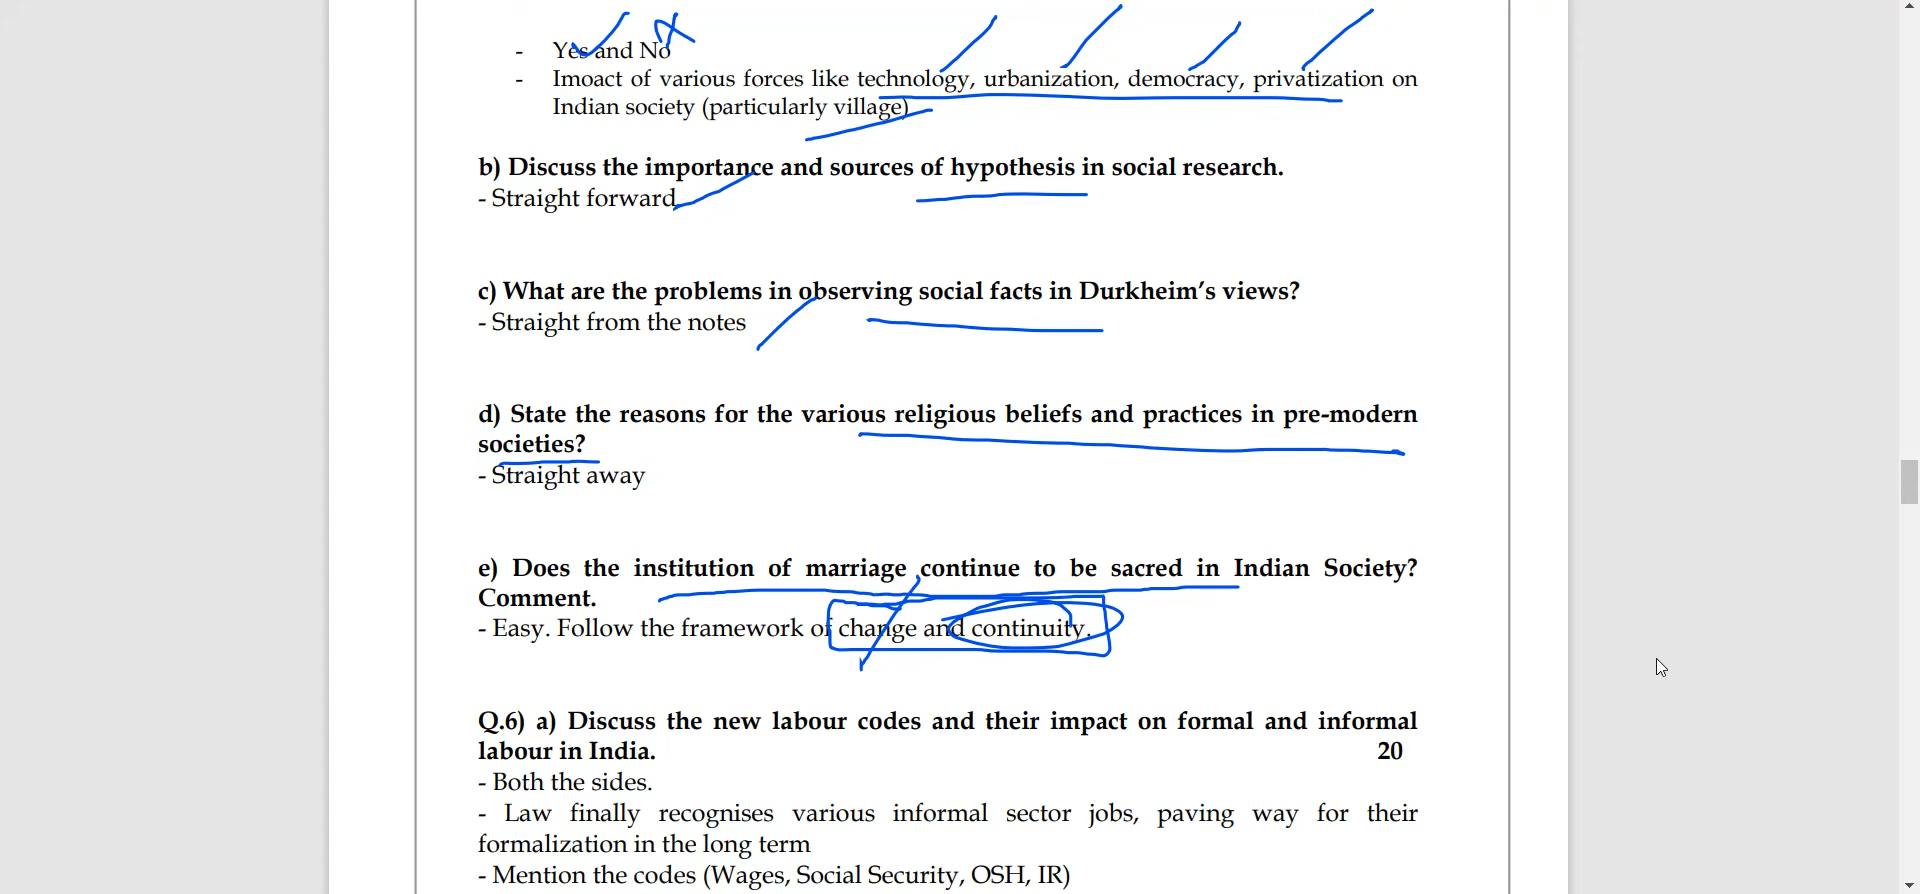 - Yes and No
- Imoact of various forces like technology, urbanization, democracy, privatization on
Indian society (particularly village)
b) Discuss the importance and sources of hypothesis in social research.
- Straight forward
c) What are the problems in observing social facts in Durkheim’s views?
- Straight from the notes
d) State the reasons for the various religious beliefs and practices in pre-modern
societies?
- Straight away
e) Does the institution of marriage continue to be sacred in Indian Society?
Comment.
- Easy. Follow the framework of change and continuity.
Q.6) a) Discuss the new labour codes and their impact on formal and informal
labour in India. 20
- Both the sides.
- Law finally recognises various informal sector jobs, paving way for their
formalization in the long term
- Mention the codes (Wages, Social Security, OSH, IR)